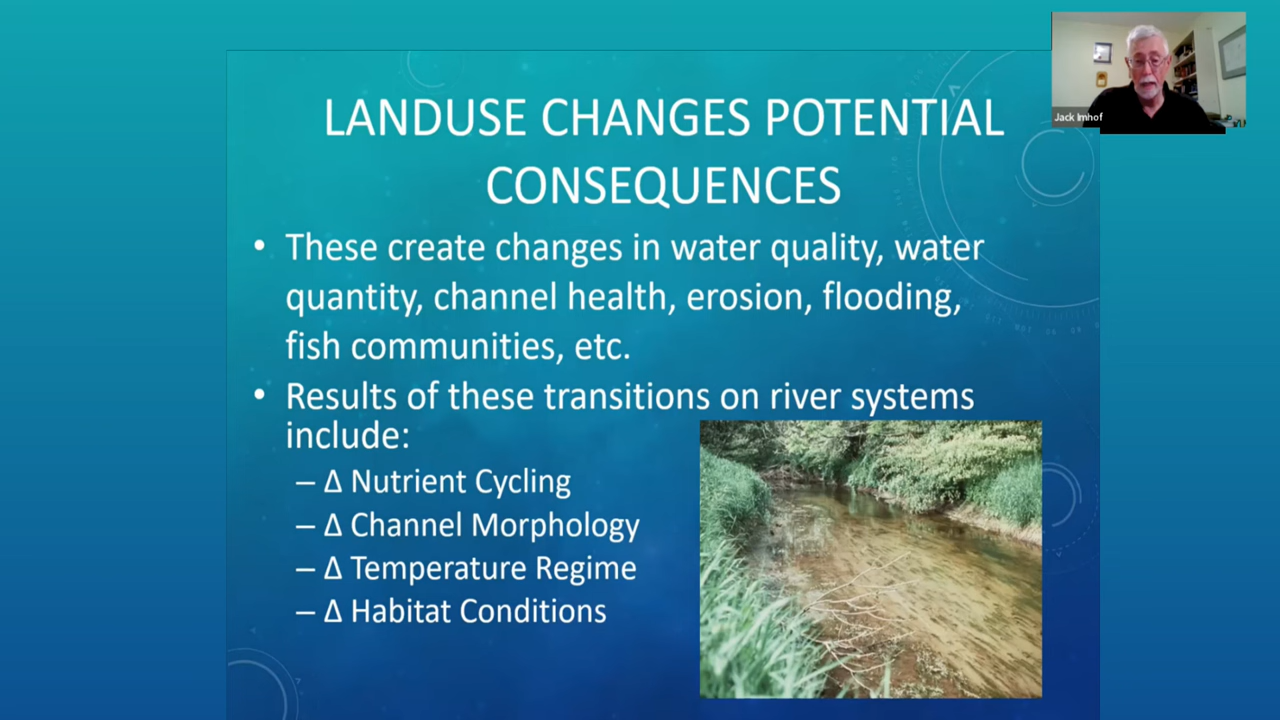 Jack Imhof
LANDUSE CHANGES POTENTIAL
CONSEQUENCES
• These create changes in water quality, water
quantity, channel health, erosion, flooding,
fish communities, etc.
• Results of these transitions on river systems
include:
– Δ Nutrient Cycling
– Δ Channel Morphology
– Δ Temperature Regime
– Δ Habitat Conditions